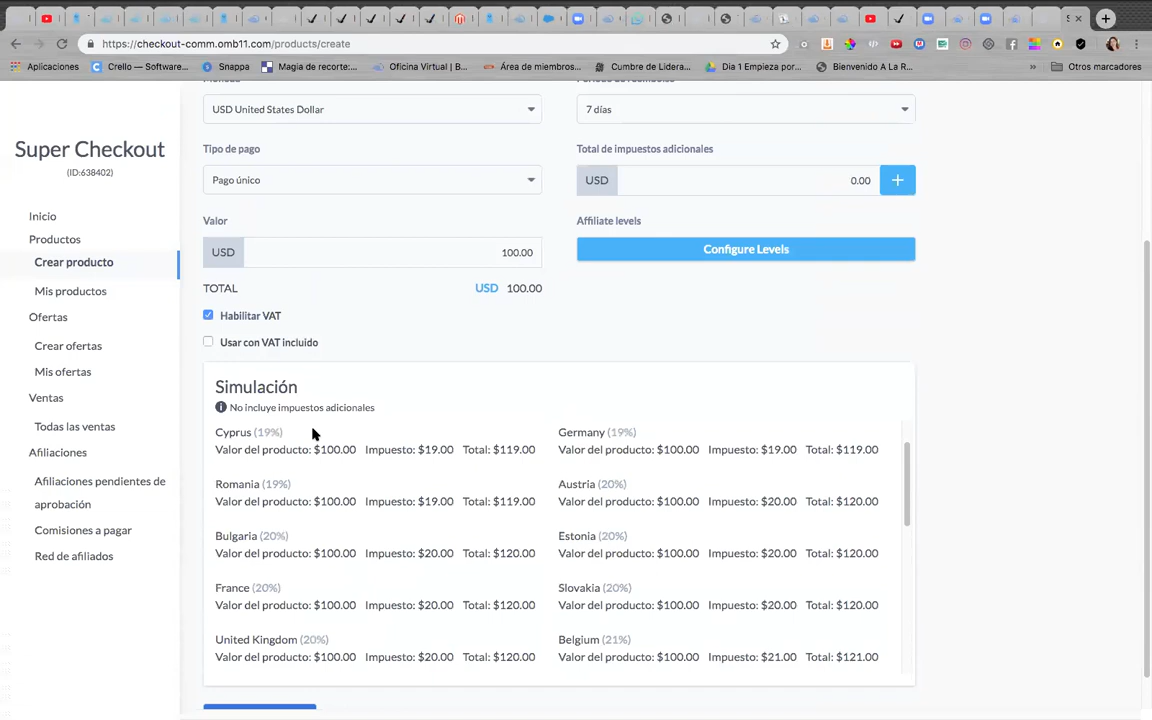 https://checkout-comm.omb11.com/products/create
Aplicaciones
Crello — Software...
Snappa
Magia de recorte:...
Oficina Virtual | B...
Área de miembros...
Cumbre de Lidera...
Dia 1 Empieza por...
Bienvenido A La R...
»
Otros marcadores
Super Checkout
(ID:638402)
Inicio
Productos
Crear producto
Mis productos
Ofertas
Crear ofertas
Mis ofertas
Ventas
Todas las ventas
Afiliaciones
Afiliaciones pendientes de
aprobación
Comisiones a pagar
Red de afiliados
USD United States Dollar
7 días
Tipo de pago
Total de impuestos adicionales
Pago único
USD 0.00 +
Valor
Affiliate levels
USD 100.00
Configure Levels
TOTAL USD 100.00
Habilitar VAT
Usar con VAT incluido
Simulación
No incluye impuestos adicionales
Cyprus (19%)
Valor del producto: $100.00 Impuesto: $19.00 Total: $119.00
Germany (19%)
Valor del producto: $100.00 Impuesto: $19.00 Total: $119.00
Romania (19%)
Valor del producto: $100.00 Impuesto: $19.00 Total: $119.00
Austria (20%)
Valor del producto: $100.00 Impuesto: $20.00 Total: $120.00
Bulgaria (20%)
Valor del producto: $100.00 Impuesto: $20.00 Total: $120.00
Estonia (20%)
Valor del producto: $100.00 Impuesto: $20.00 Total: $120.00
France (20%)
Valor del producto: $100.00 Impuesto: $20.00 Total: $120.00
Slovakia (20%)
Valor del producto: $100.00 Impuesto: $20.00 Total: $120.00
United Kingdom (20%)
Valor del producto: $100.00 Impuesto: $20.00 Total: $120.00
Belgium (21%)
Valor del producto: $100.00 Impuesto: $21.00 Total: $121.00